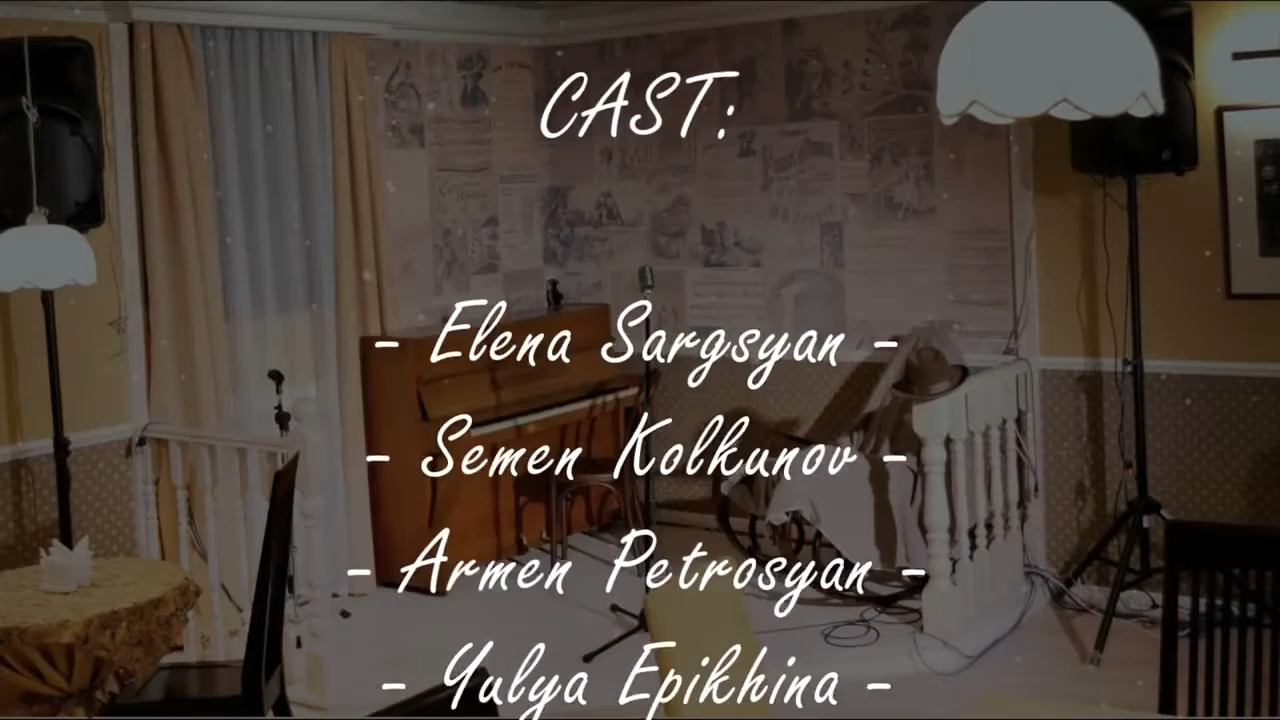 CAST:
- Elena Sargsyan -
- Semen Kolkunov -
- Armen Petrosyan -
- Yulya Epikhina -